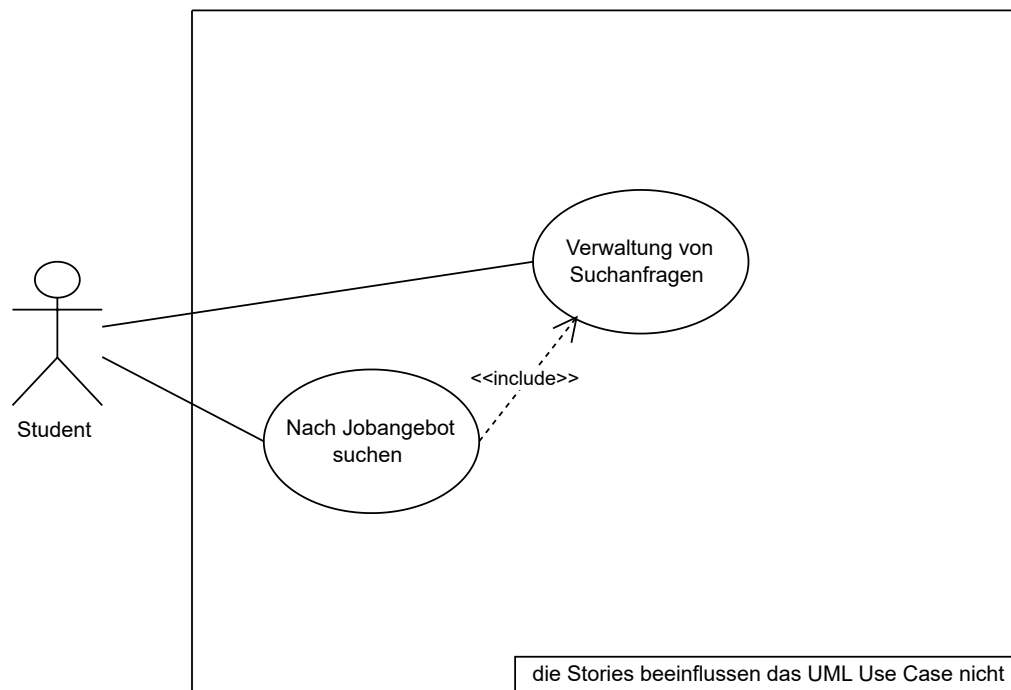 Verwaltung von
Suchanfragen
<<include>>
Student
Nach Jobangebot
suchen
die Stories beeinflussen das UML Use Case nicht